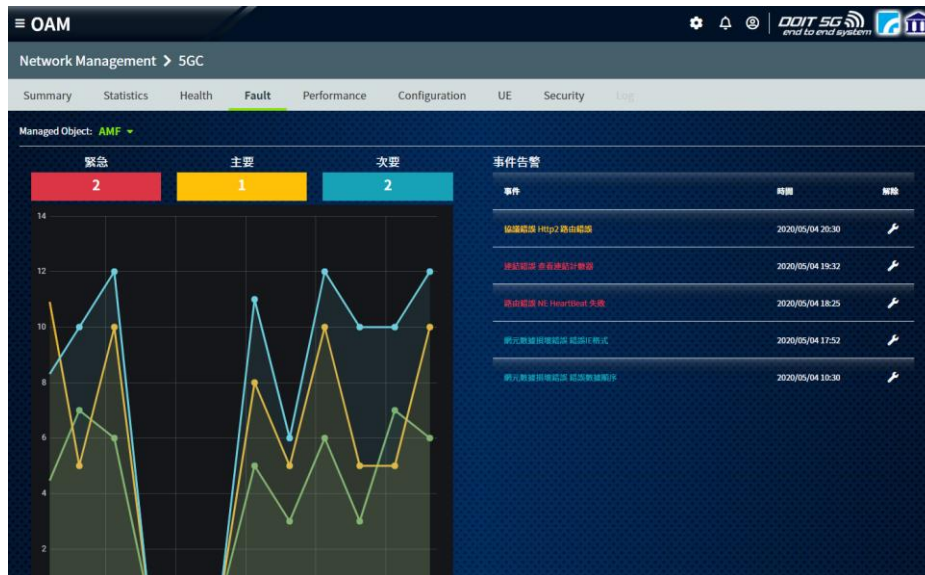 ≡ OAM
DOIT 5G
end to end system
Network Management > 5GC
Summary Statistics Health Fault Performance Configuration UE Security Log
Managed Object: AMF
緊急 主要 次要
2 1 2
14
12
10
8
6
4
2
事件告警
事件 時間 解除
協議錯誤 Http2 路由錯誤 2020/05/04 20:30
連結錯誤 查看連結計數器 2020/05/04 19:32
路由錯誤 NE HeartBeat 失敗 2020/05/04 18:25
網元數據損壞錯誤 錯誤IE格式 2020/05/04 17:52
網元數據損壞錯誤 錯誤數據順序 2020/05/04 10:30